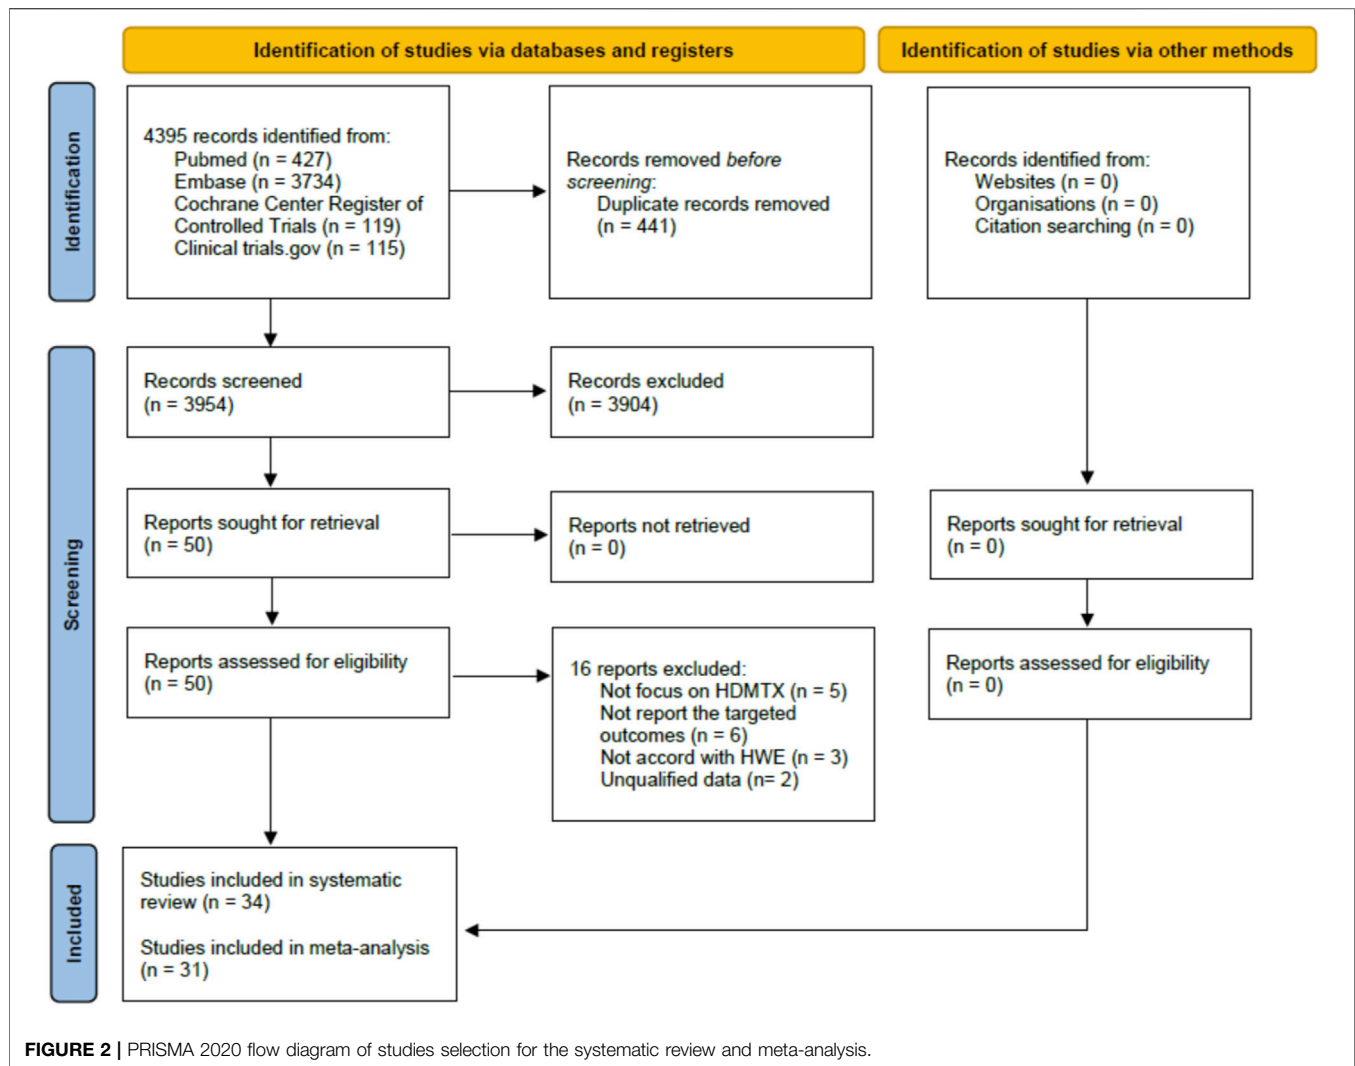 Identification of studies via databases and registers
Identification of studies via other methods
Identification
4395 records identified from:
Pubmed (n = 427)
Embase (n = 3734)
Cochrane Center Register of
Controlled Trials (n = 119)
Clinical trials.gov (n = 115)
Records removed before
screening:
Duplicate records removed
(n = 441)
Records identified from:
Websites (n = 0)
Organisations (n = 0)
Citation searching (n = 0)
Screening
Records screened
(n = 3954)
Records excluded
(n = 3904)
Reports sought for retrieval
(n = 50)
Reports not retrieved
(n = 0)
Reports sought for retrieval
(n = 0)
Reports assessed for eligibility
(n = 50)
16 reports excluded:
Not focus on HDMTX (n = 5)
Not report the targeted
outcomes (n = 6)
Not accord with HWE (n = 3)
Unqualified data (n= 2)
Reports assessed for eligibility
(n = 0)
Included
Studies included in systematic
review (n = 34)
Studies included in meta-analysis
(n = 31)
FIGURE 2 | PRISMA 2020 flow diagram of studies selection for the systematic review and meta-analysis.